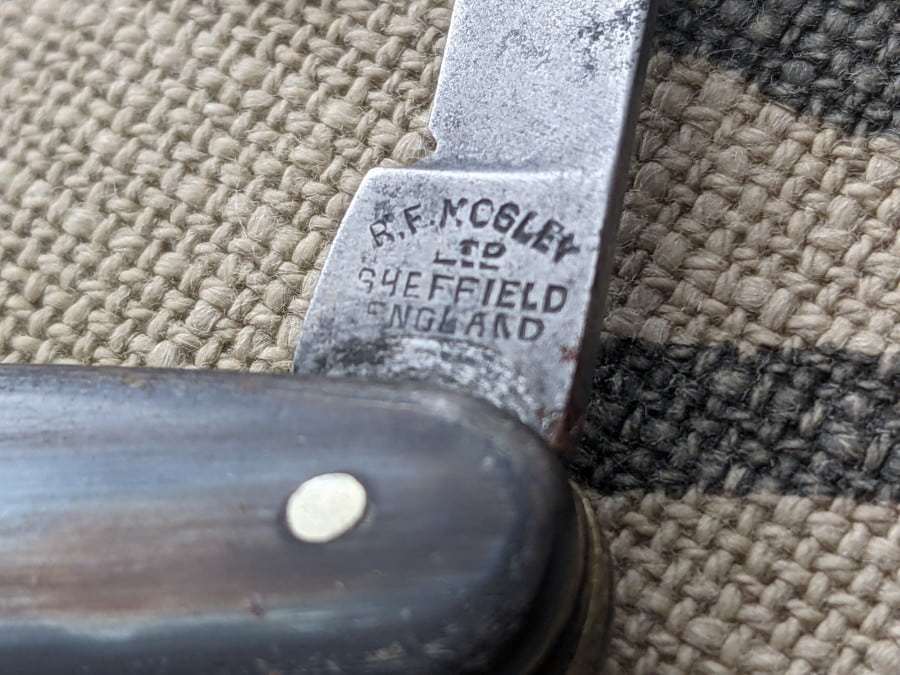 R.F. MOSLEY
LTD
SHEFFIELD
ENGLAND